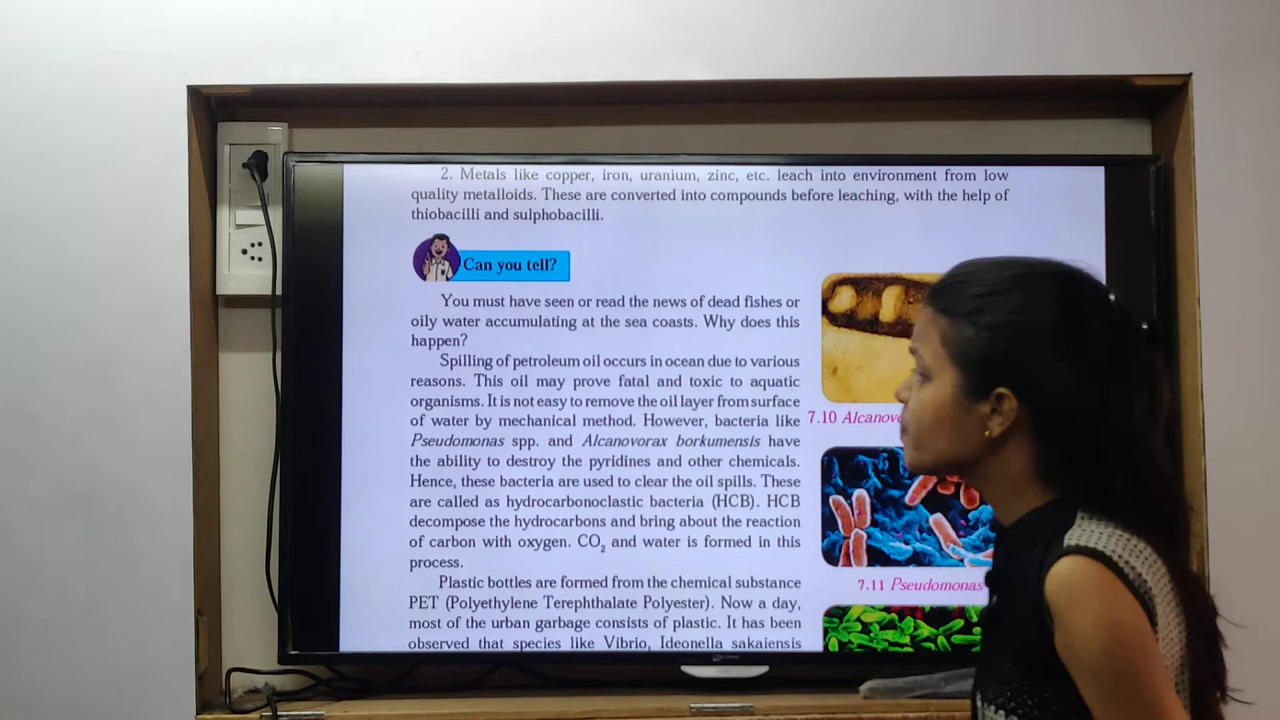 2. Metals like copper, iron, uranium, zinc, etc. leach into environment from low
quality metalloids. These are converted into compounds before leaching, with the help of
thiobacilli and sulphobacilli.
Can you tell?
You must have seen or read the news of dead fishes or
oily water accumulating at the sea coasts. Why does this
happen?
Spilling of petroleum oil occurs in ocean due to various
reasons. This oil may prove fatal and toxic to aquatic
organisms. It is not easy to remove the oil layer from surface
of water by mechanical method. However, bacteria like
Pseudomonas spp. and Alcanovorax borkumensis have
the ability to destroy the pyridines and other chemicals.
Hence, these bacteria are used to clear the oil spills. These
are called as hydrocarbonoclastic bacteria (HCB). HCB
decompose the hydrocarbons and bring about the reaction
of carbon with oxygen. CO₂ and water is formed in this
process.
Plastic bottles are formed from the chemical substance
PET (Polyethylene Terephthalate Polyester). Now a day,
most of the urban garbage consists of plastic. It has been
observed that species like Vibrio, Ideonella sakaiensis
7.10 Alcanovo
7.11 Pseudomonas